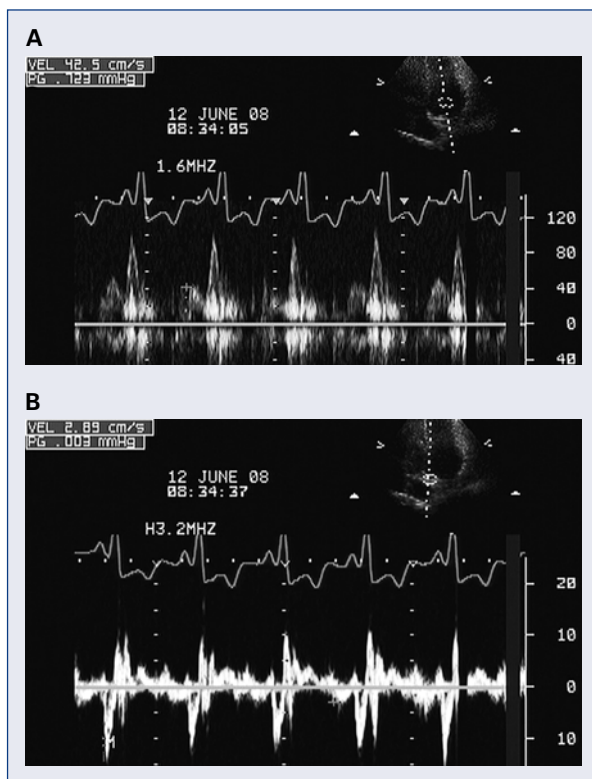 A
VEL 42.5 cm/s
PG .723 mmHg
12 JUNE 08
08:34:05
1.6MHZ
120
80
40
0
40
B
VEL 2.89 cm/s
PG .003 mmHg
12 JUNE 08
08:34:37
H3.2MHZ
20
10
0
10
M